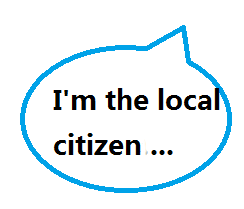 I'm the local
citizen ...